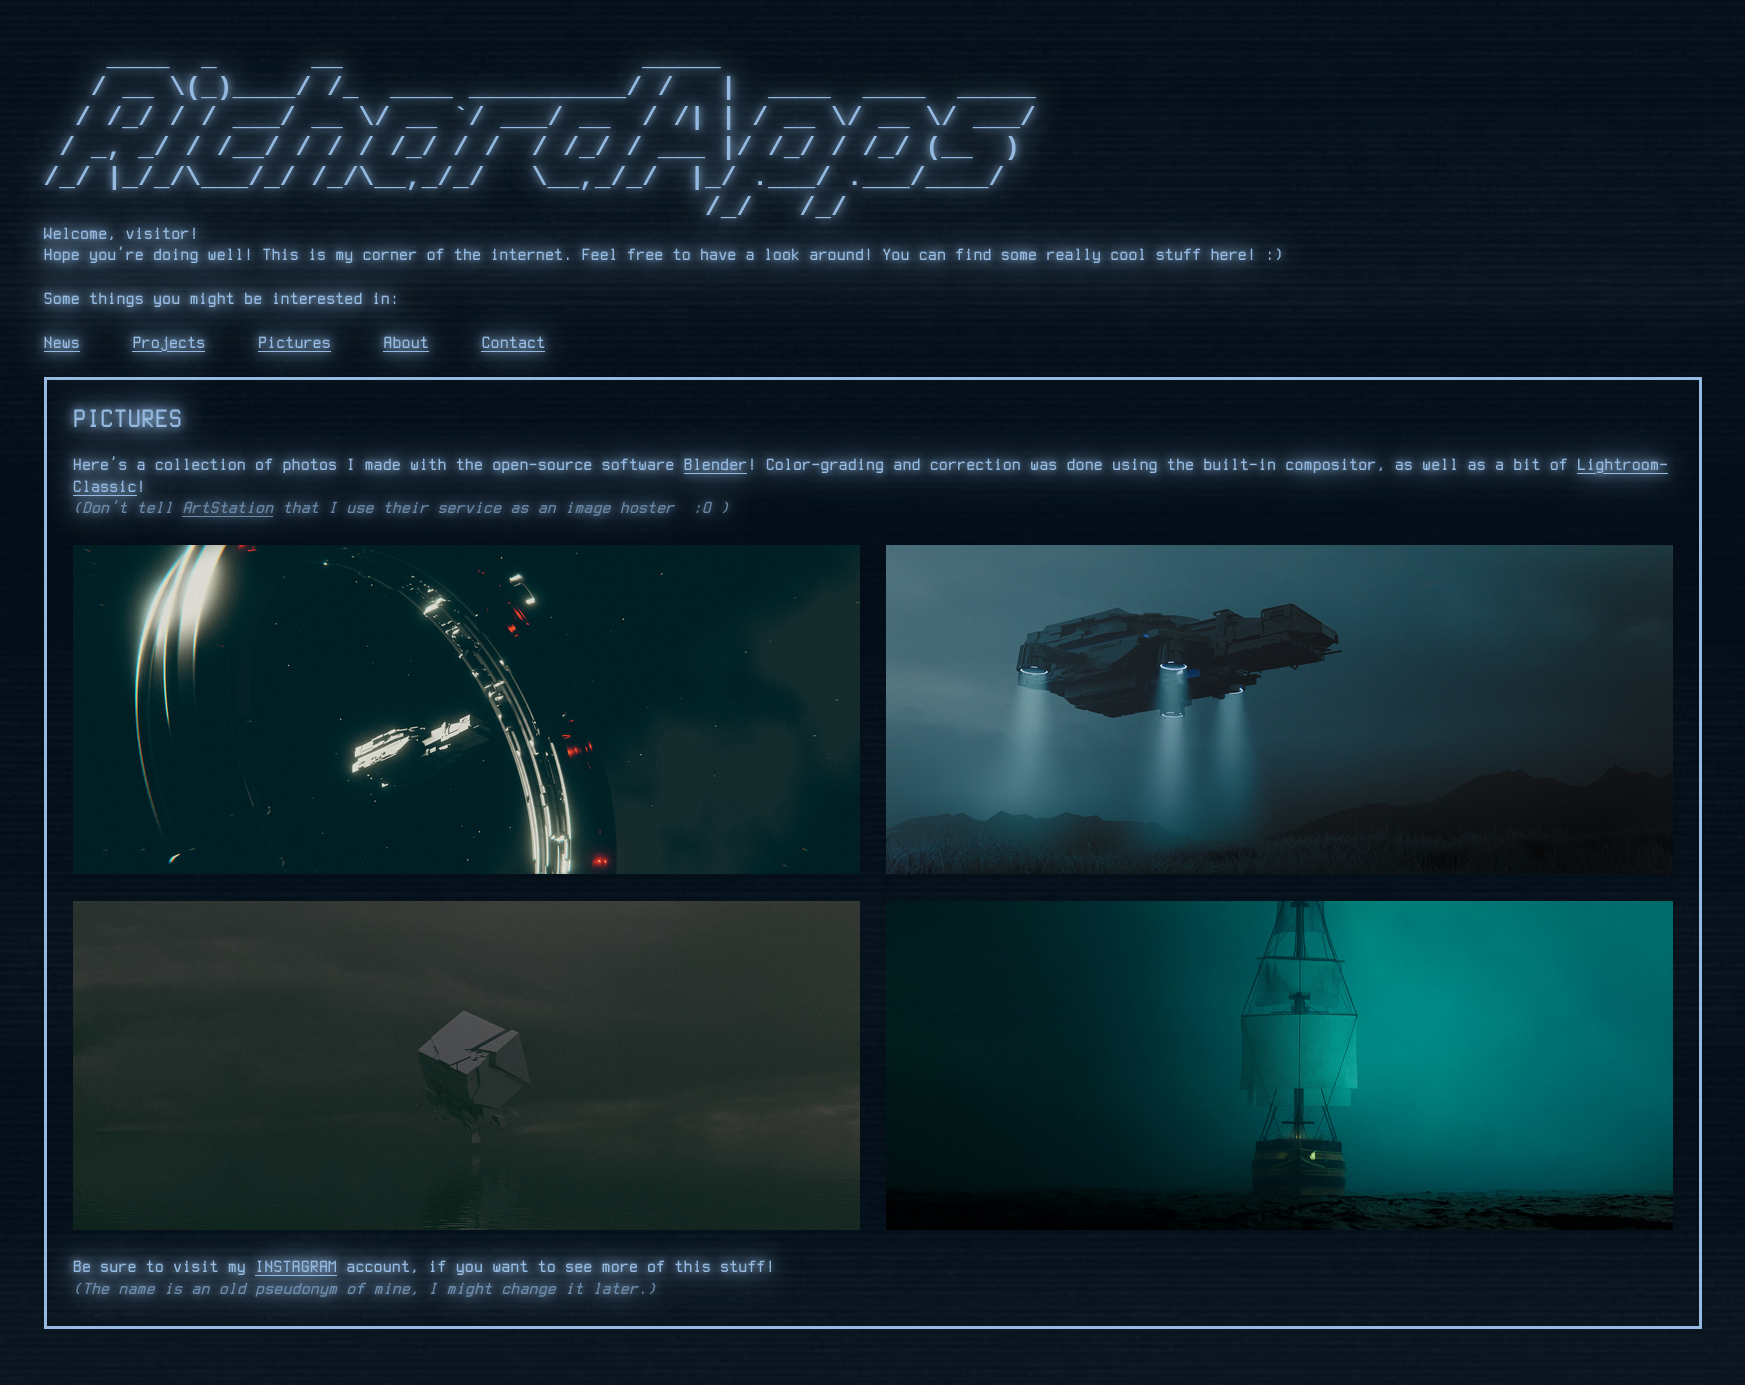 RichardApps
Welcome, visitor!
Hope you're doing well! This is my corner of the internet. Feel free to have a look around! You can find some really cool stuff here! :)
Some things you might be interested in:
News Projects Pictures About Contact
PICTURES
Here's a collection of photos I made with the open-source software Blender! Color-grading and correction was done using the built-in compositor, as well as a bit of Lightroom-
Classic!
(Don't tell ArtStation that I use their service as an image hoster :O )
Be sure to visit my INSTAGRAM account, if you want to see more of this stuff!
(The name is an old pseudonym of mine, I might change it later.)